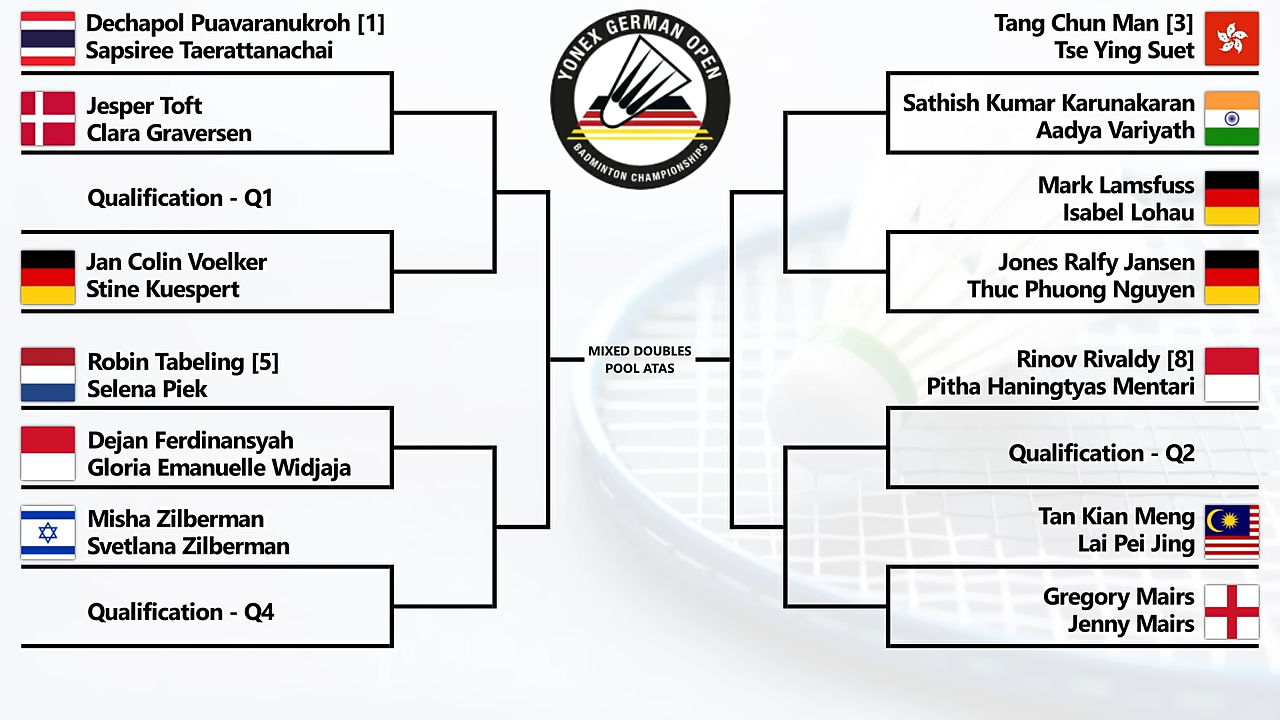 Dechapol Puavaranukroh [1]
Sapsiree Taerattanachai
Jesper Toft
Clara Graversen
Qualification - Q1
Jan Colin Voelker
Stine Kuespert
Robin Tabeling [5]
Selena Piek
Dejan Ferdinansyah
Gloria Emanuelle Widjaja
Misha Zilberman
Svetlana Zilberman
Qualification - Q4
YONEX GERMAN OPEN
BADMINTON CHAMPIONSHIPS
MIXED DOUBLES
POOL ATAS
Tang Chun Man [3]
Tse Ying Suet
Sathish Kumar Karunakaran
Aadya Variyath
Mark Lamsfuss
Isabel Lohau
Jones Ralfy Jansen
Thuc Phuong Nguyen
Rinov Rivaldy [8]
Pitha Haningtyas Mentari
Qualification - Q2
Tan Kian Meng
Lai Pei Jing
Gregory Mairs
Jenny Mairs